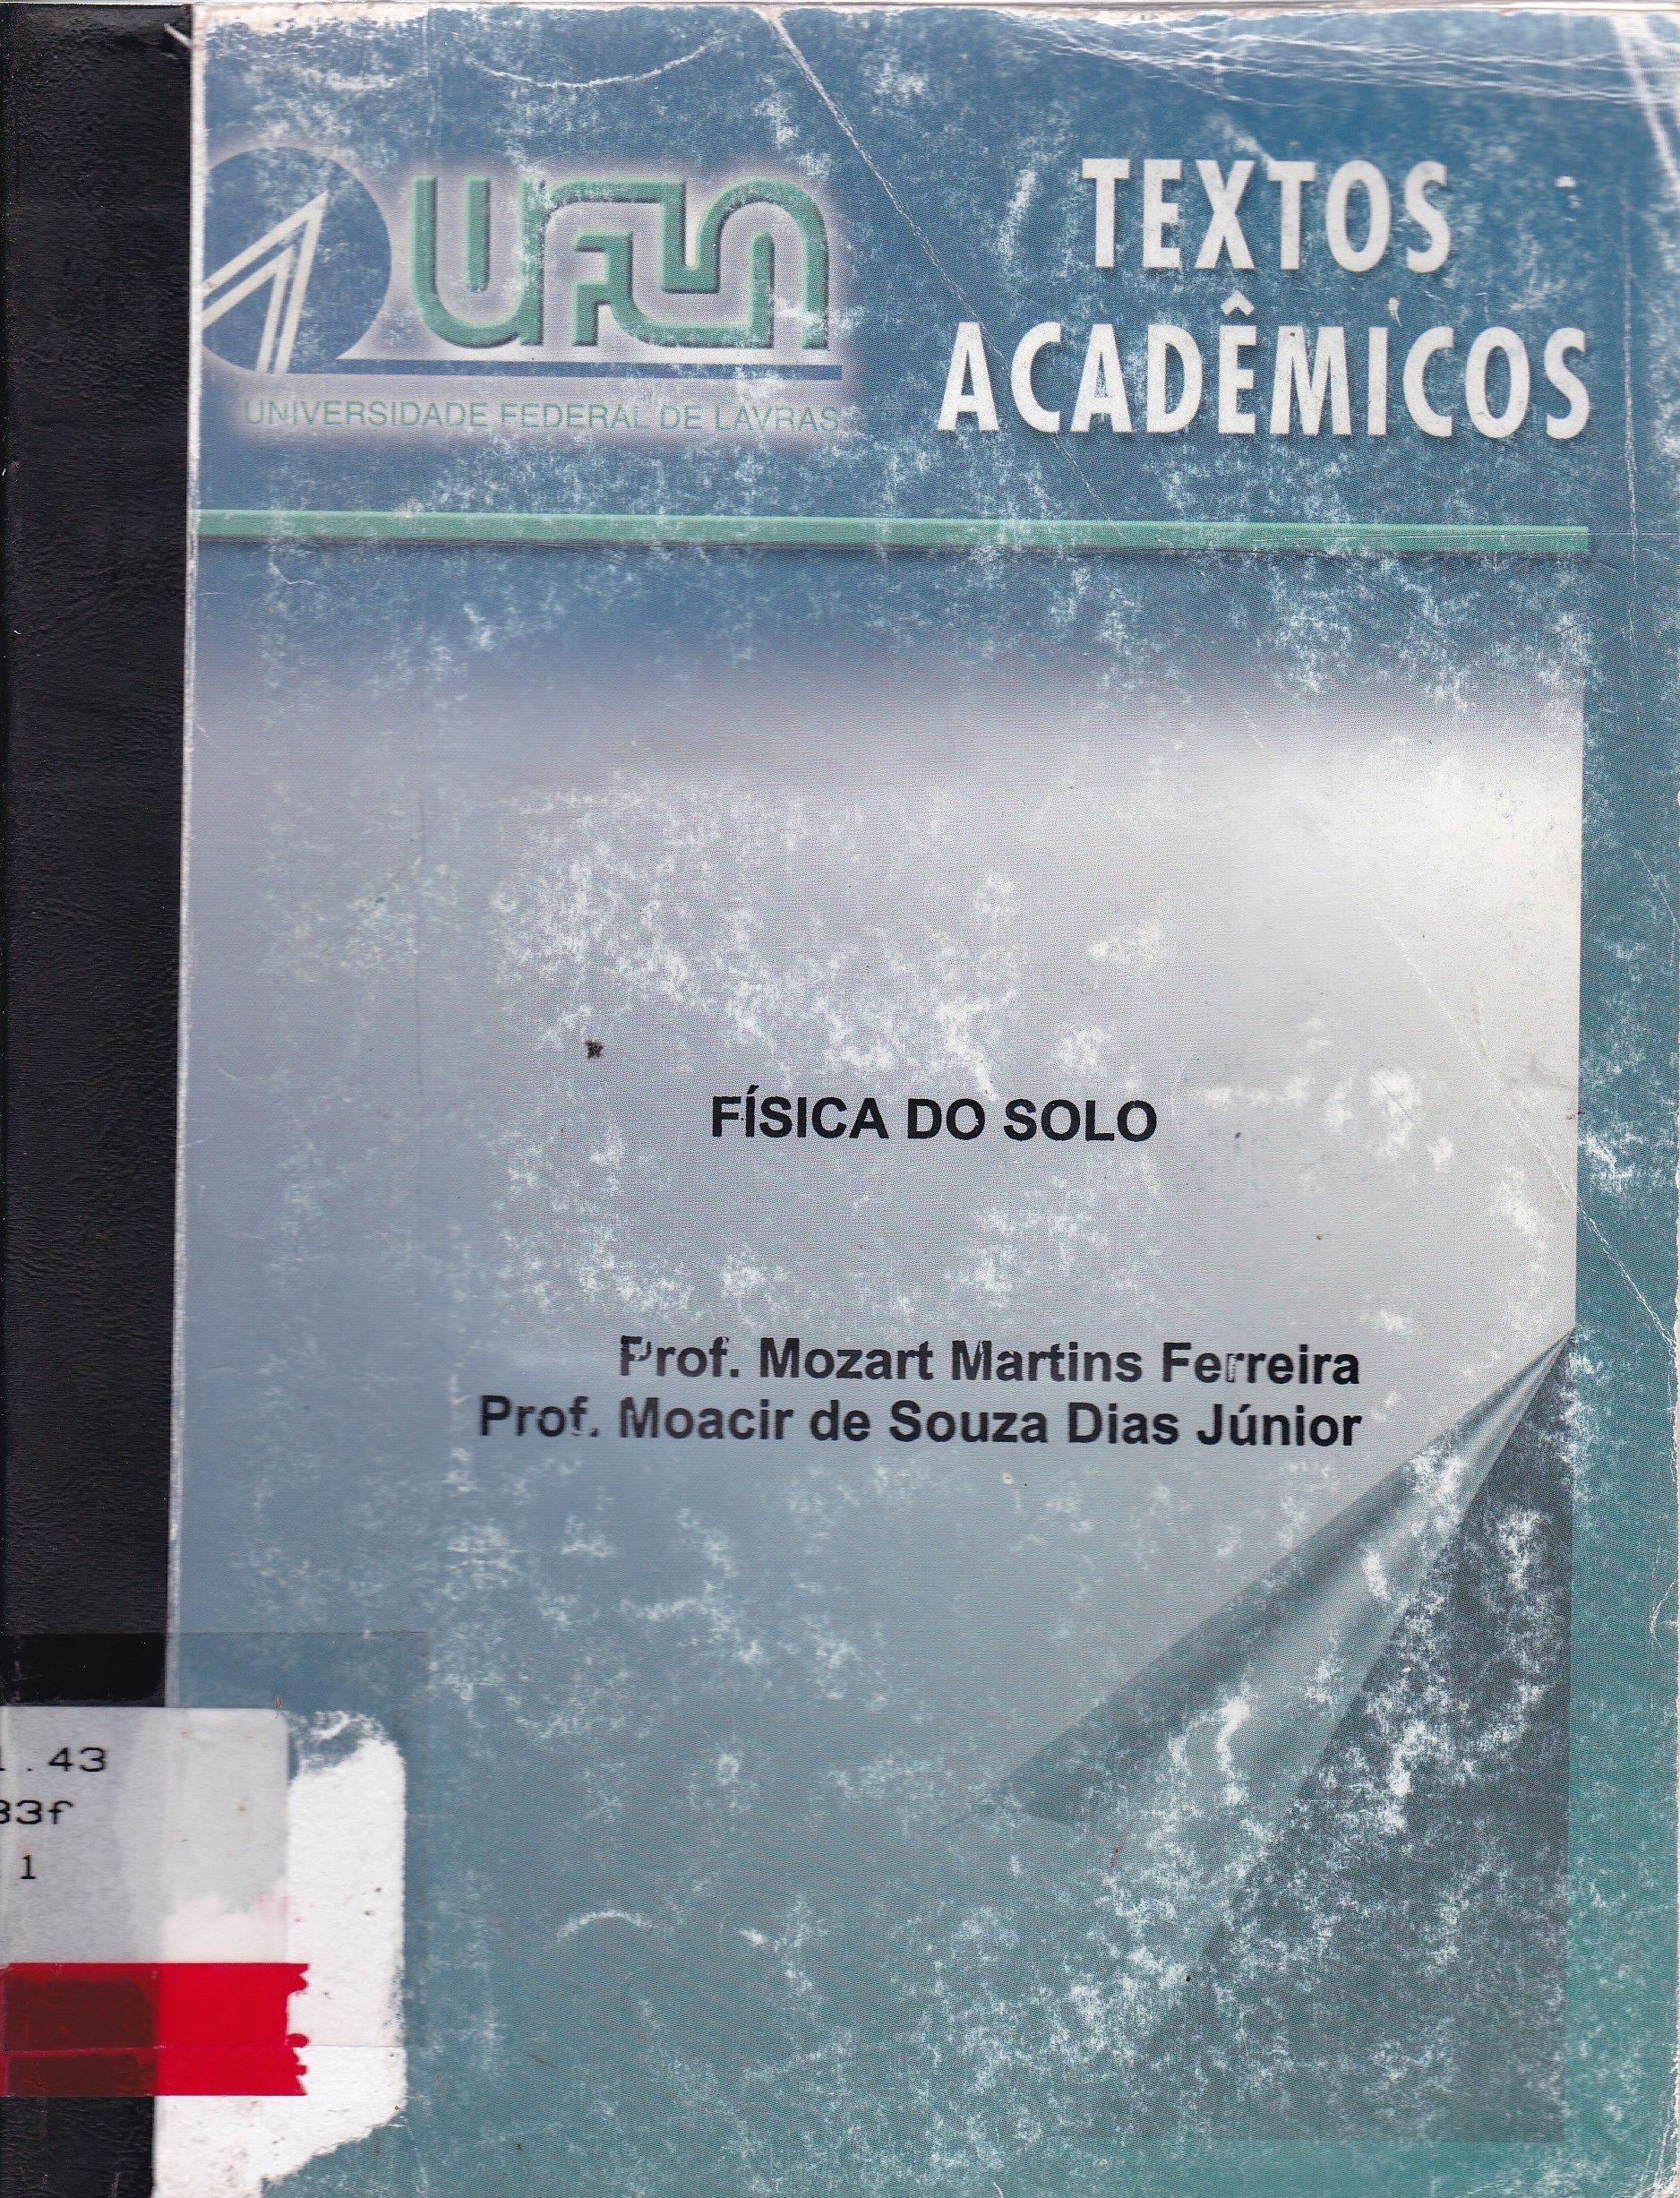 UFLA
UNIVERSIDADE FEDERAL DE LAVRAS
TEXTOS
ACADÊMICOS
FÍSICA DO SOLO
Prof. Mozart Martins Ferreira
Prof. Moacir de Souza Dias Júnior
.43
33f
1